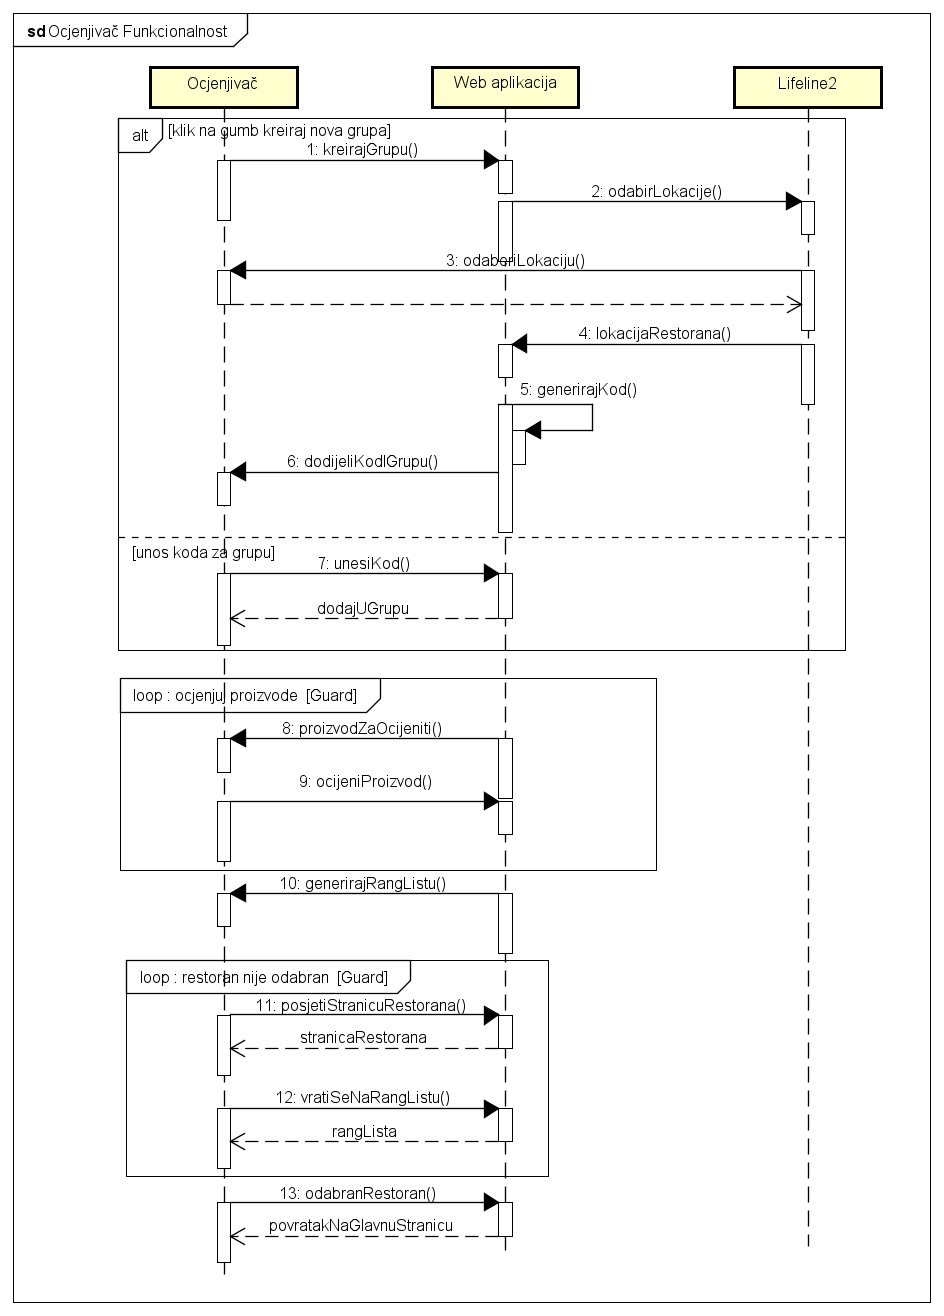 sd Ocjenjivač Funkcionalnost
Ocjenjivač
Web aplikacija
Lifeline2
alt
[klik na gumb kreiraj nova grupa]
1: kreirajGrupu()
2: odabirLokacije()
3: odaberiLokaciju()
4: lokacijaRestorana()
5: generirajKod()
6: dodijeliKodIGrupu()
[unos koda za grupu]
7: unesiKod()
dodajUGrupu
loop : ocjenjuj proizvode [Guard]
8: proizvodZaOcijeniti()
9: ocijeniProizvod()
10: generirajRangListu()
loop : restoran nije odabran [Guard]
11: posjetiStranicuRestorana()
stranicaRestorana
12: vratiSeNaRangListu()
rangLista
13: odabranRestoran()
povratakNaGlavnuStranicu